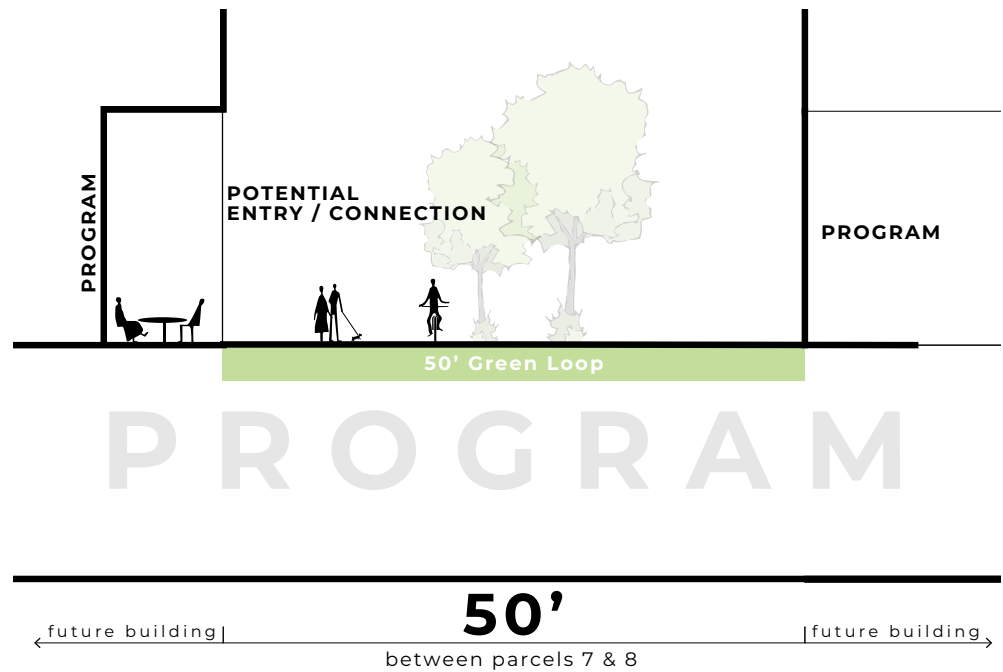 PROGRAM
POTENTIAL
ENTRY / CONNECTION
PROGRAM
50’ Green Loop
PROGRAM
50’
future building
future building
between parcels 7 & 8